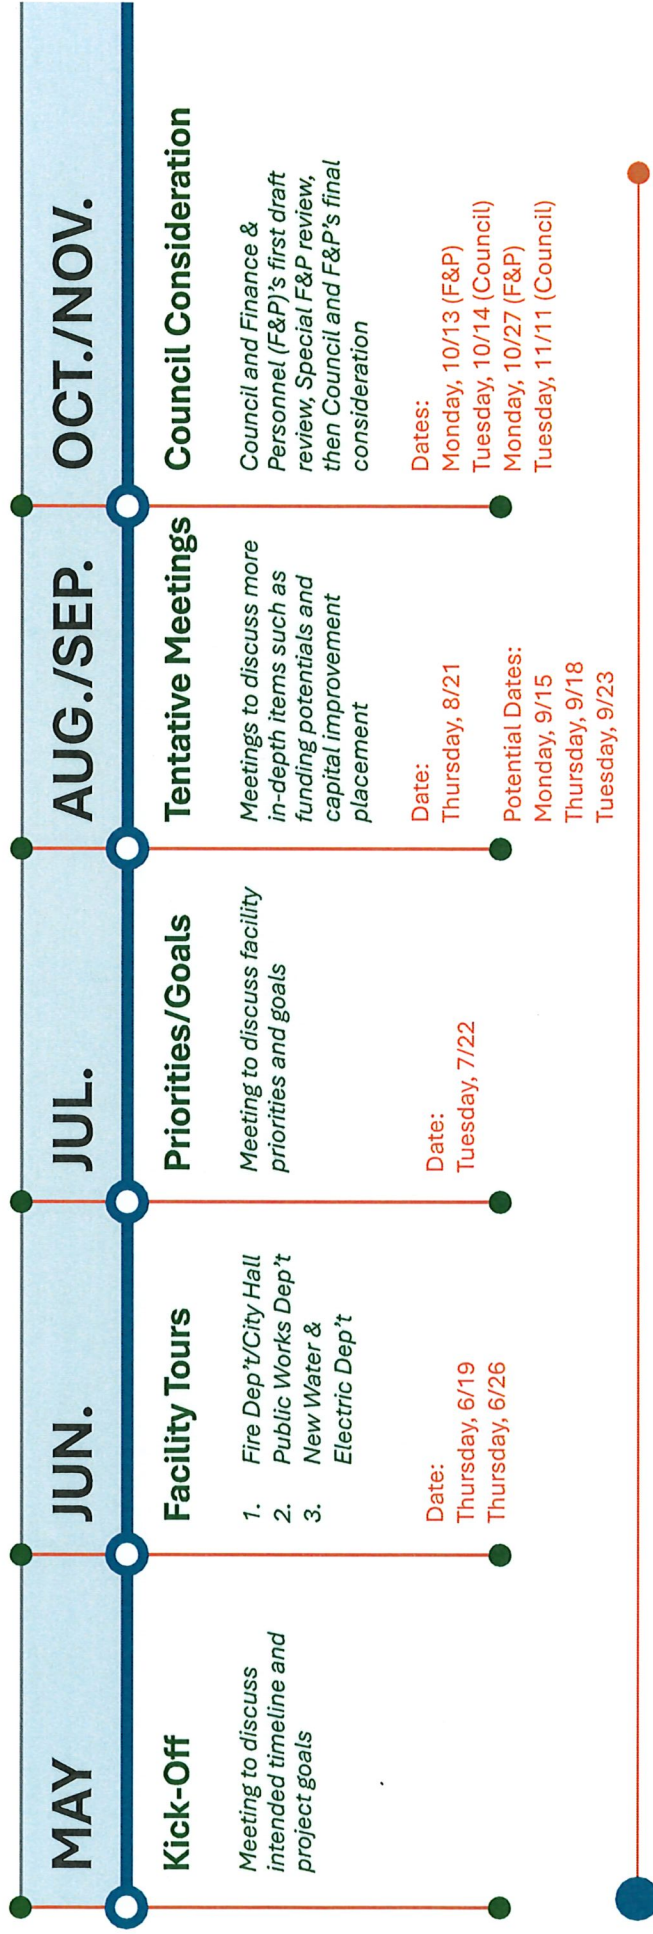 MAY
Kick-Off
Meeting to discuss
intended timeline and
project goals
JUN.
Facility Tours
1. Fire Dep't/City Hall
2. Public Works Dep't
3. New Water &
Electric Dep't
Date:
Thursday, 6/19
Thursday, 6/26
JUL.
Priorities/Goals
Meeting to discuss facility
priorities and goals
Date:
Tuesday, 7/22
AUG./SEP.
Tentative Meetings
Meetings to discuss more
in-depth items such as
funding potentials and
capital improvement
placement
Date:
Thursday, 8/21
Potential Dates:
Monday, 9/15
Thursday, 9/18
Tuesday, 9/23
OCT./NOV.
Council Consideration
Council and Finance &
Personnel (F&P)'s first draft
review, Special F&P review,
then Council and F&P's final
consideration
Dates:
Monday, 10/13 (F&P)
Tuesday, 10/14 (Council)
Monday, 10/27 (F&P)
Tuesday, 11/11 (Council)